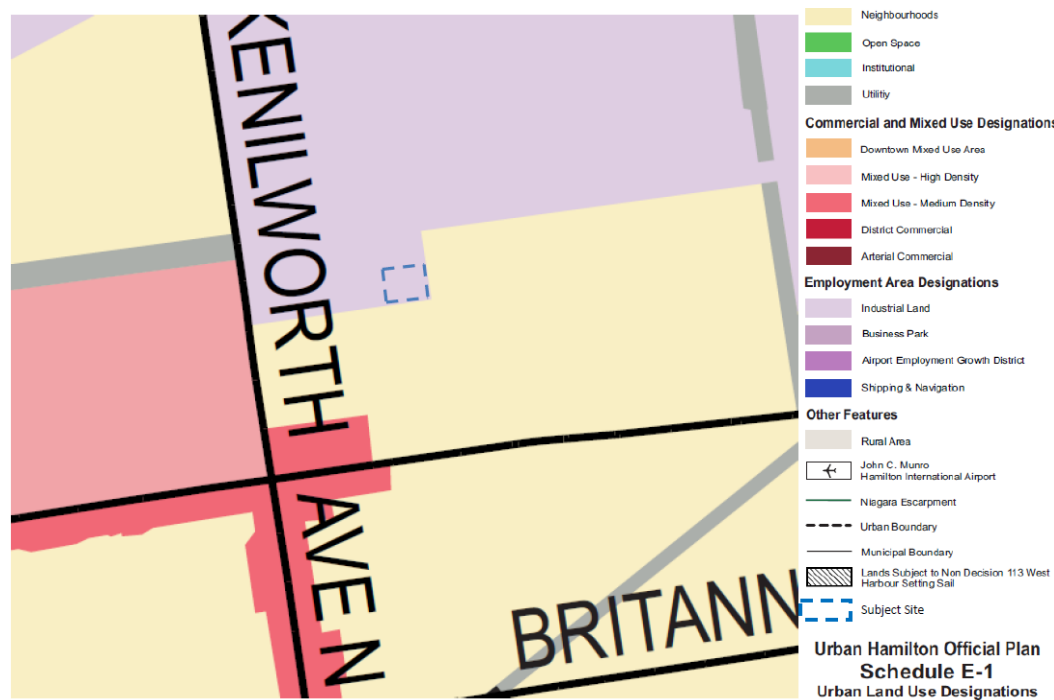 KENILWORTH
AVEN
BRITANN
Neighbourhoods
Open Space
Institutional
Utilitiy
Commercial and Mixed Use Designations
Downtown Mixed Use Area
Mixed Use - High Density
Mixed Use - Medium Density
District Commercial
Arterial Commercial
Employment Area Designations
Industrial Land
Business Park
Airport Employment Growth District
Shipping & Navigation
Other Features
Rural Area
John C. Munro
Hamilton International Airport
Niagara Escarpment
Urban Boundary
Municipal Boundary
Lands Subject to Non Decision 113 West
Harbour Setting Sail
Subject Site
Urban Hamilton Official Plan
Schedule E-1
Urban Land Use Designations